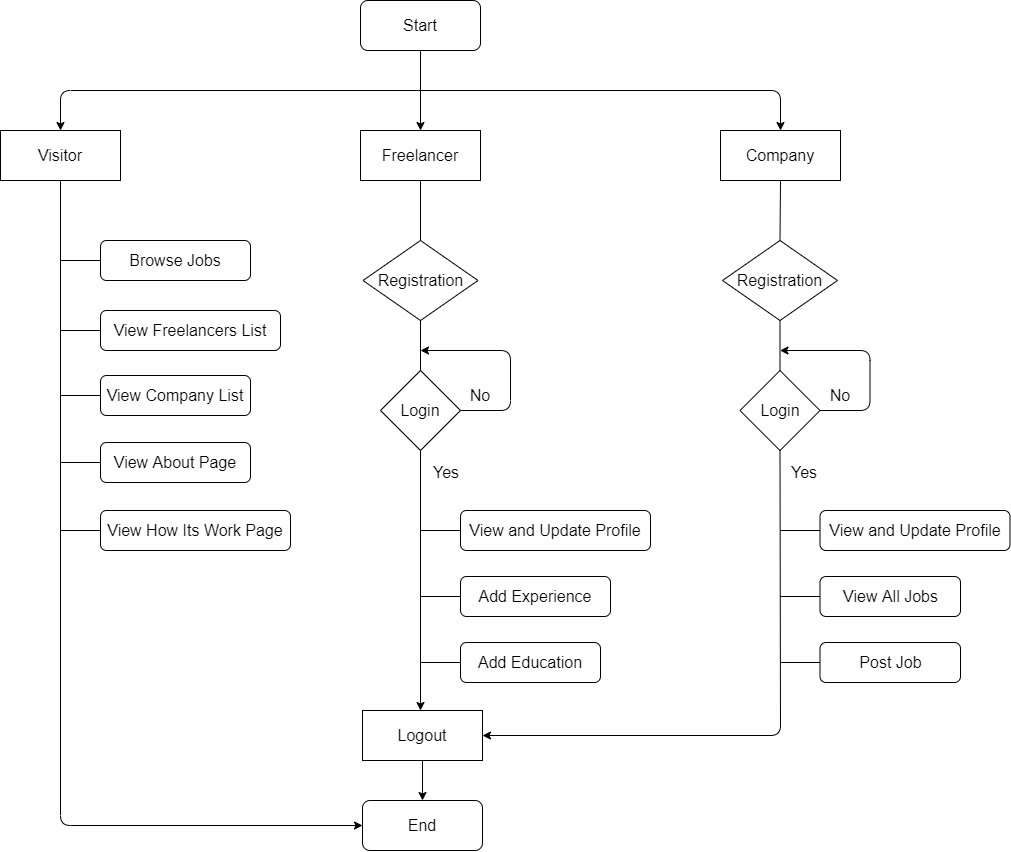 Start
Visitor
Freelancer
Company
Browse Jobs
View Freelancers List
View Company List
View About Page
View How Its Work Page
Registration
Login
No
Yes
View and Update Profile
Add Experience
Add Education
Registration
Login
No
Yes
View and Update Profile
View All Jobs
Post Job
Logout
End